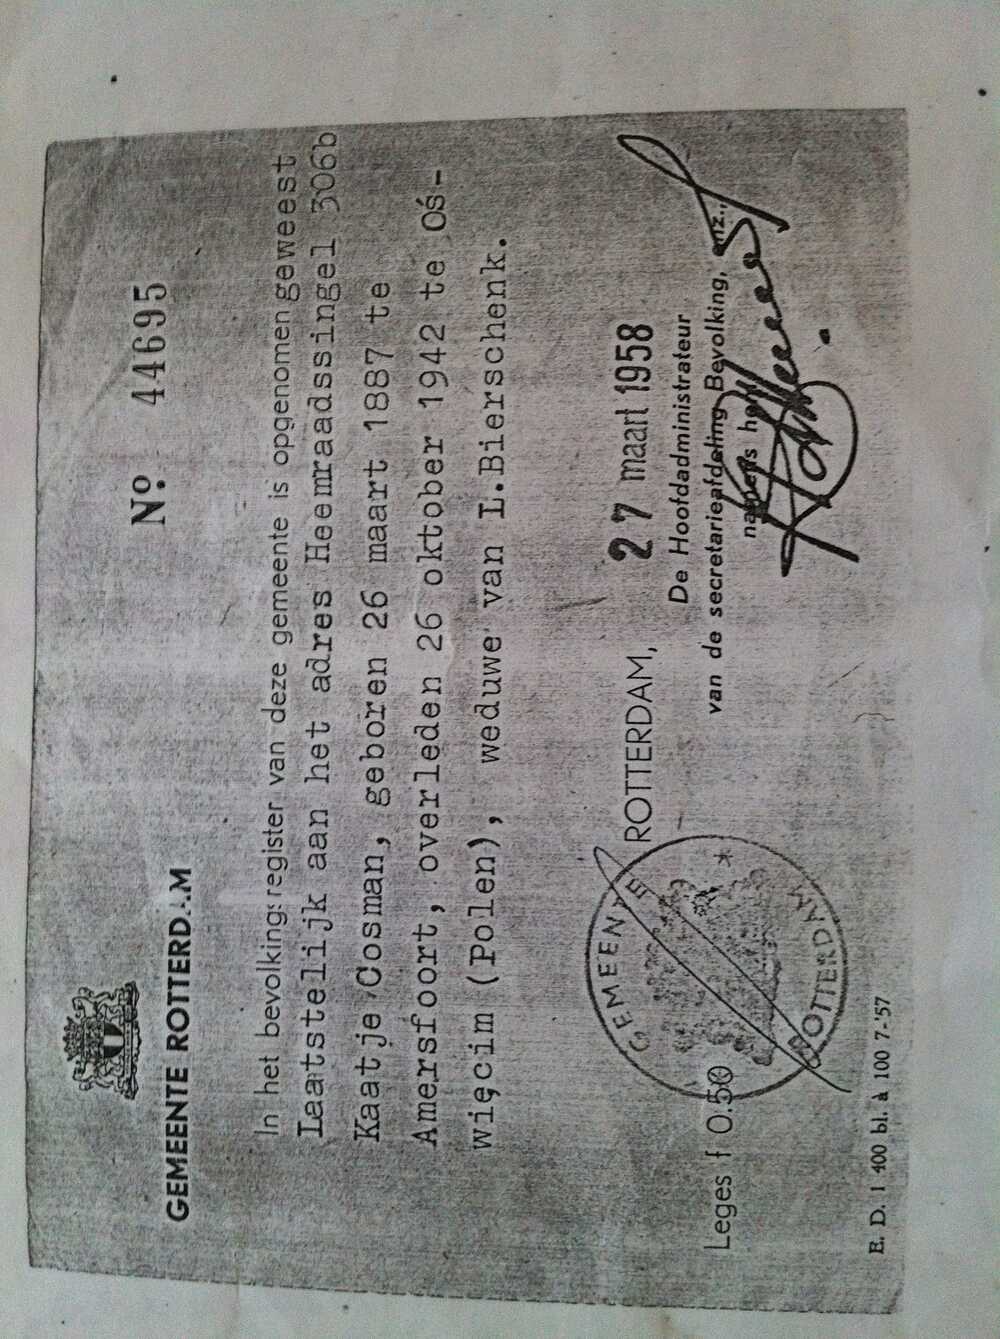 GEMEENTE ROTTERDAM
No. 44695
In het bevolkingsregister van deze gemeente is opgenomen geweest
Laatstelijk aan het adres Heemraadssingel 306b
Kaatje Cosman, geboren 26 maart 1887 te
Amersfoort, overleden 26 oktober 1942 te oś-
więcim (Polen), weduwe van L.Bierschenk.
ROTTERDAM, 27 maart 1958
De Hoofdadministrateur
van de secretarieafdeling Bevolking, enz.,
namens hem
GEMEENTE ROTTERDAM
Leges f 0.50
E. D. 1 400 bl. à 100 7-'57